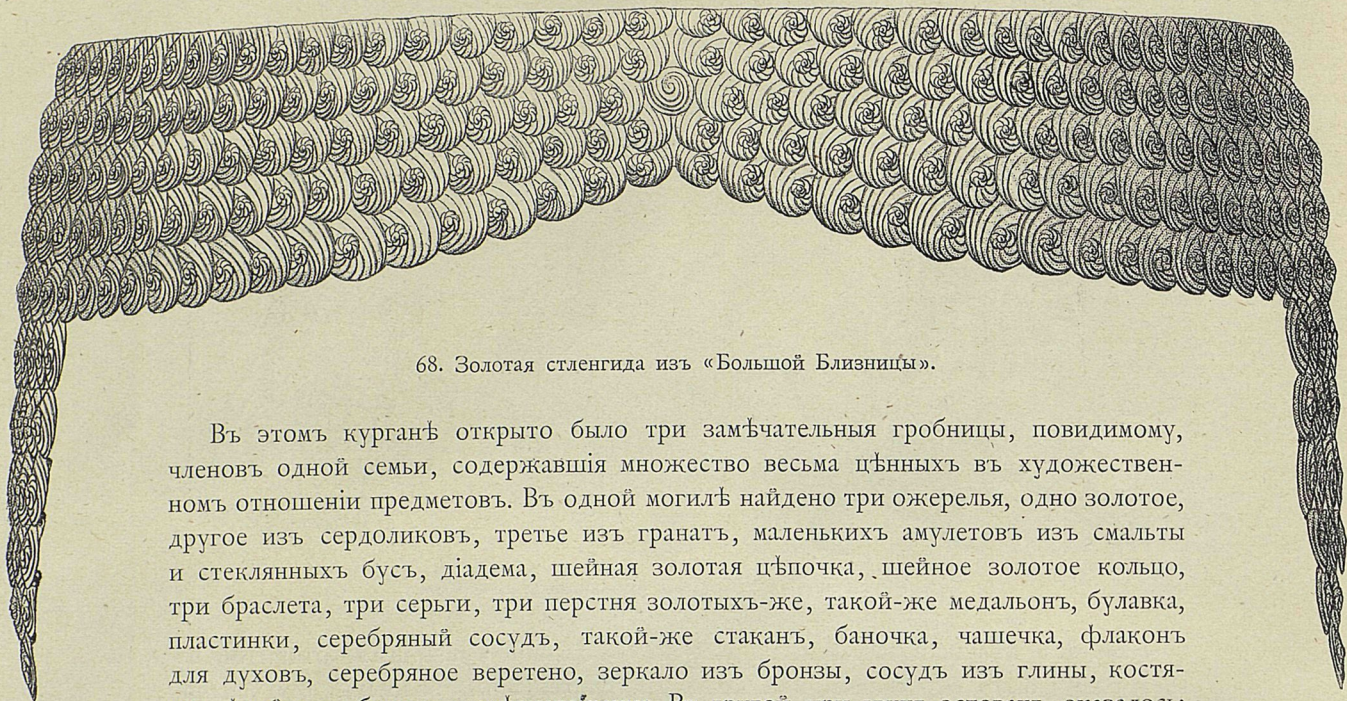 68. Золотая стленгида изъ «Большой Близницы».
Въ этомъ курганѣ открыто было три замѣчательныя гробницы, повидимому,
членовъ одной семьи, содержавшія множество весьма цѣнныхъ въ художествен-
номъ отношеніи предметовъ. Въ одной могилѣ найдено три ожерелья, одно золотое,
другое изъ сердоликовъ, третье изъ гранатъ, маленькихъ амулетовъ изъ смальты
и стеклянныхъ бусъ, діадема, шейная золотая цѣпочка, шейное золотое кольцо,
три браслета, три серьги, три перстня золотыхъ-же, такой-же медальонъ, булавка,
пластинки, серебряный сосудъ, такой-же стаканъ, баночка, чашечка, флаконъ
для духовъ, серебряное веретено, зеркало изъ бронзы, сосудъ изъ глины, костя-